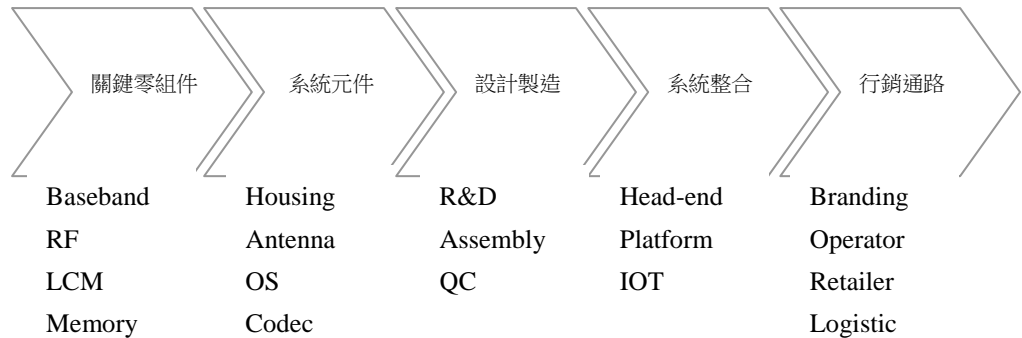 關鍵零組件
系統元件
設計製造
系統整合
行銷通路
Baseband
RF
LCM
Memory
Housing
Antenna
OS
Codec
R&D
Assembly
QC
Head-end
Platform
IOT
Branding
Operator
Retailer
Logistic